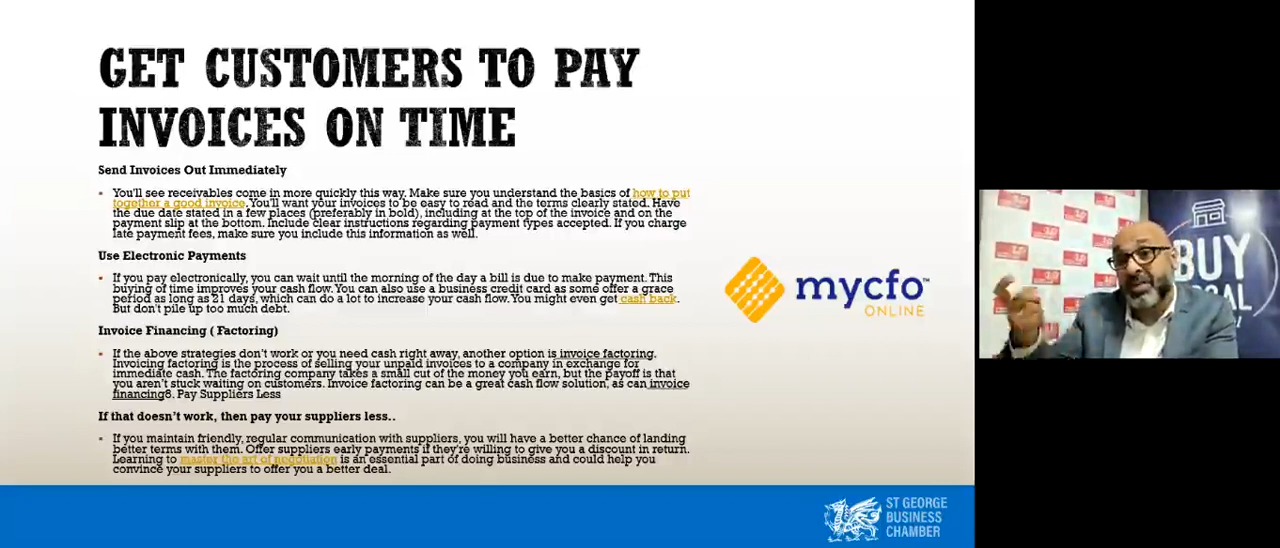 GET CUSTOMERS TO PAY
INVOICES ON TIME
Send Invoices Out Immediately
▪ You'll see receivables come in more quickly this way. Make sure you understand the basics of how to put
together a good invoice. You'll want your invoices to be easy to read and the terms clearly stated. Have
the due date stated in a few places (preferably in bold), including at the top of the invoice and on the
payment slip at the bottom. Include clear instructions regarding payment types accepted. If you charge
late payment fees, make sure you include this information as well.
Use Electronic Payments
▪ If you pay electronically, you can wait until the morning of the day a bill is due to make payment. This
buying of time improves your cash flow. You can also use a business credit card as some offer a grace
period as long as 21 days, which can do a lot to increase your cash flow. You might even get cash back.
But don't pile up too much debt.
Invoice Financing ( Factoring)
▪ If the above strategies don't work or you need cash right away, another option is invoice factoring.
Invoicing factoring is the process of selling your unpaid invoices to a company in exchange for
immediate cash. The factoring company takes a small cut of the money you earn, but the payoff is that
you aren't stuck waiting on customers. Invoice factoring can be a great cash flow solution, as can invoice
financing8. Pay Suppliers Less
If that doesn't work, then pay your suppliers less..
▪ If you maintain friendly, regular communication with suppliers, you will have a better chance of landing
better terms with them. Offer suppliers early payments if they're willing to give you a discount in return.
Learning to master the art of negotiation is an essential part of doing business and could help you
convince your suppliers to offer you a better deal.
mycfo™
ONLINE
BUY
ST GEORGE
BUSINESS
CHAMBER